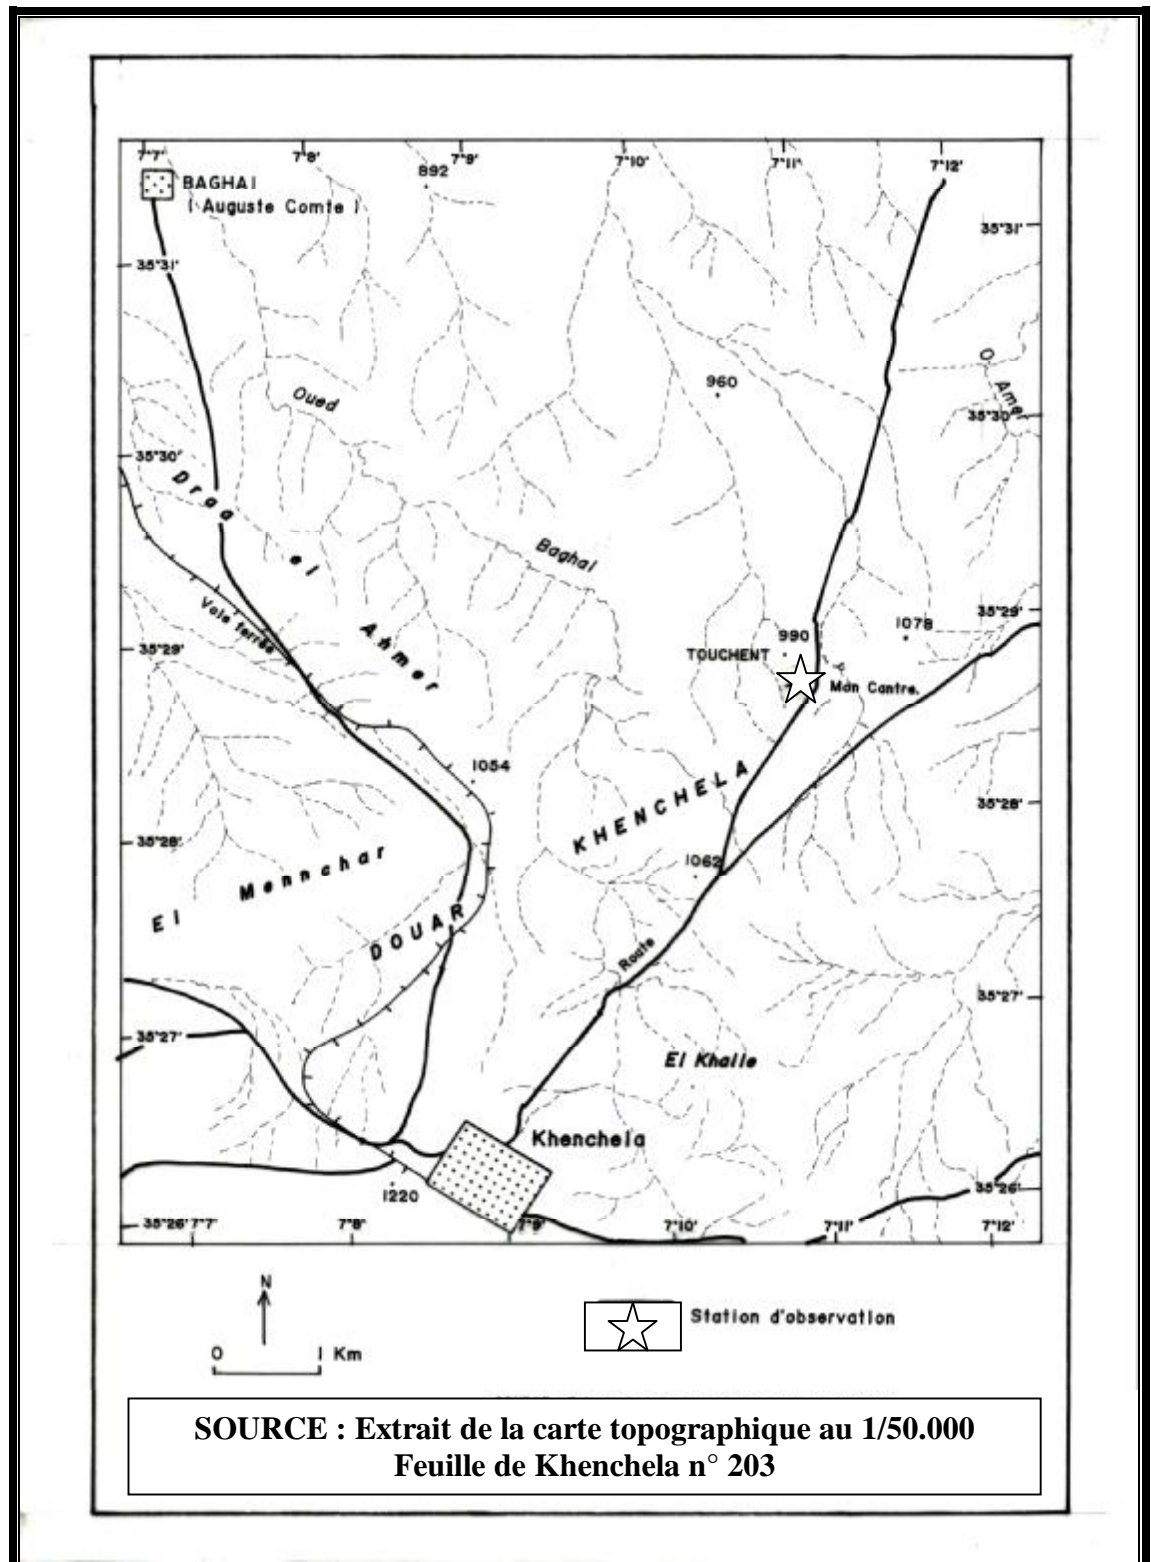 7°7' 7°8' 7°9' 7°10' 7°11' 7°12'
892
BAGHAI
( Auguste Comte )
35°31'
35°31'
O. Amer
960
Oued
35°30'
35°30'
Draa el Ahmer
Baghai
Voie ferrée
35°29'
35°29'
1078
990
TOUCHENT
Mon Cantre.
1054
KHENCHELA
35°28'
35°28'
1062
El Mennchar
DOUAR
Route
35°27'
35°27'
El Khalle
Khenchela
1220
35°26'
35°26' 7°7' 7°8' 7°9' 7°10' 7°11' 7°12'
N
0 1 Km
Station d'observation
SOURCE : Extrait de la carte topographique au 1/50.000
Feuille de Khenchela n° 203